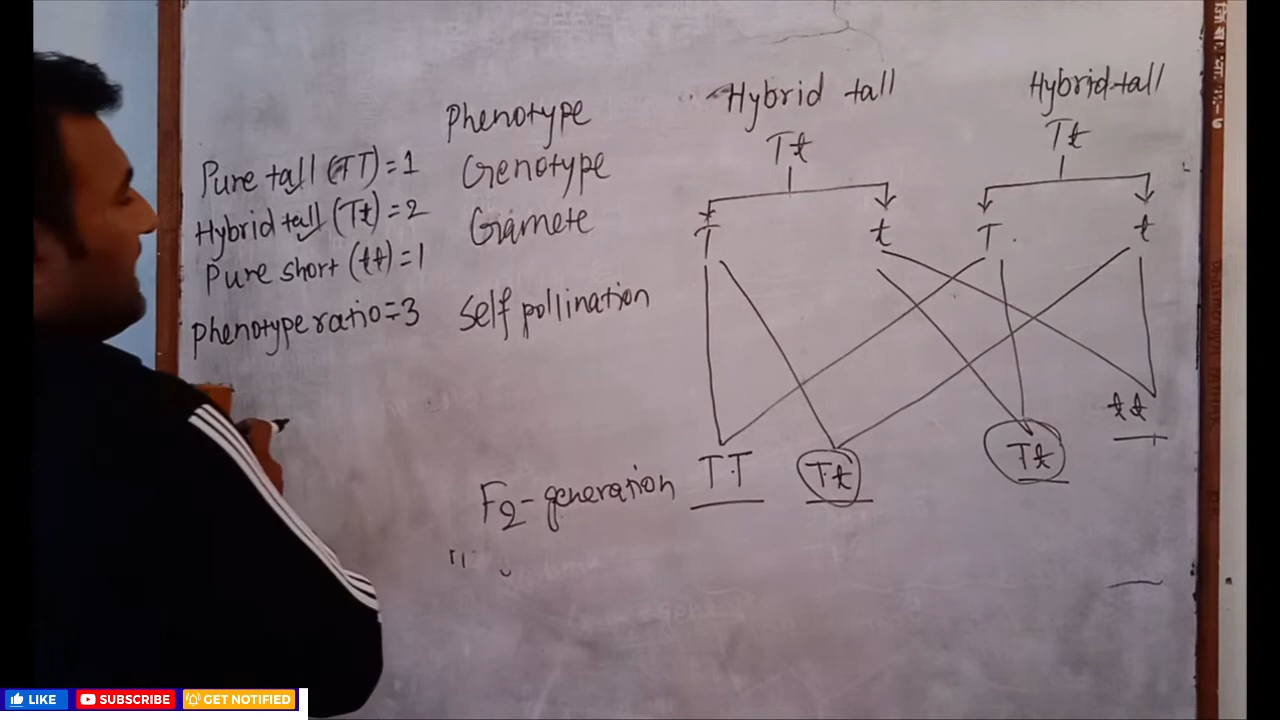 Phenotype
Pure tall (TT) = 1
Genotype
Hybrid tall (Tt) = 2
Gamete
Pure short (tt) = 1
Phenotype ratio = 3
Self pollination
Hybrid tall
Hybrid tall
Tt
Tt
T
t
T
t
F2-generation
TT
Tt
Tt
tt
LIKE
SUBSCRIBE
GET NOTIFIED